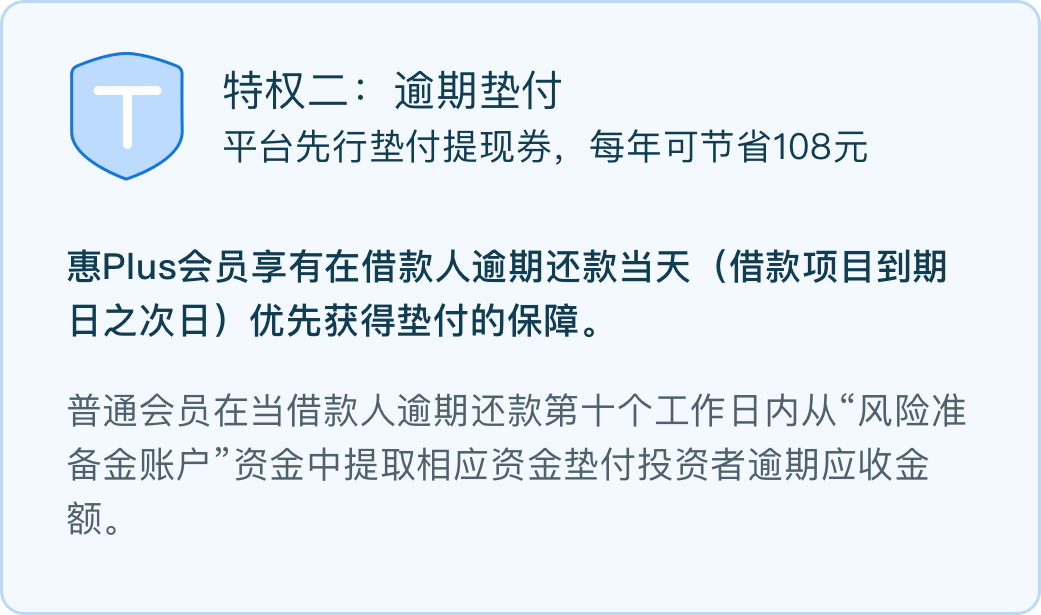 T
特权二：逾期垫付
平台先行垫付提现券，每年可节省108元
惠Plus会员享有在借款人逾期还款当天（借款项目到期
日之次日）优先获得垫付的保障。
普通会员在当借款人逾期还款第十个工作日内从“风险准
备金账户”资金中提取相应资金垫付投资者逾期应收金
额。